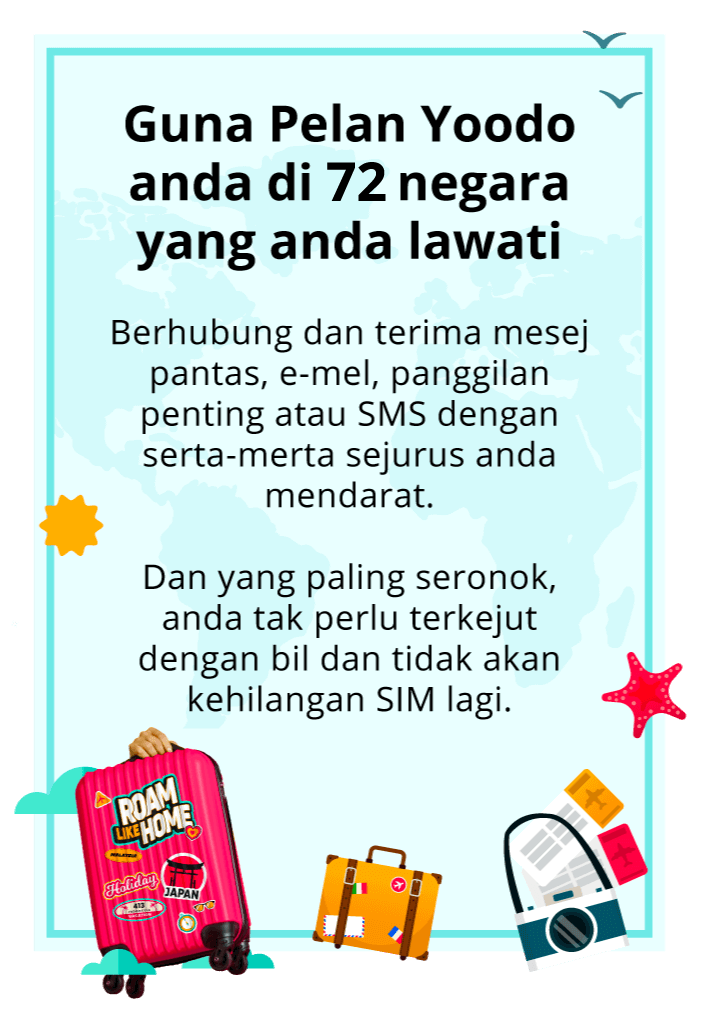 Guna Pelan Yoodo
anda di 72 negara
yang anda lawati
Berhubung dan terima mesej
pantas, e-mel, panggilan
penting atau SMS dengan
serta-merta sejurus anda
mendarat.
Dan yang paling seronok,
anda tak perlu terkejut
dengan bil dan tidak akan
kehilangan SIM lagi.
ROAM
LIKE HOME
MALAYSIA
Holiday
JAPAN
413